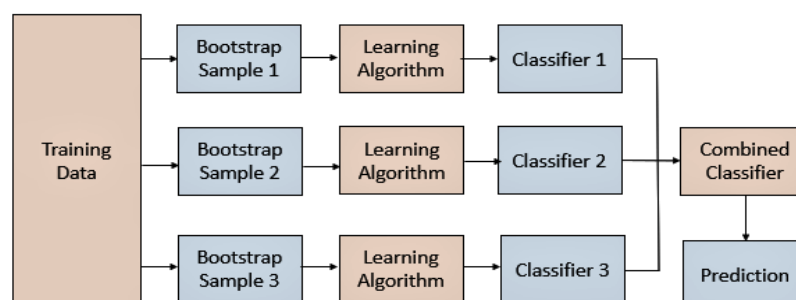 Training
Data
Bootstrap
Sample 1
Learning
Algorithm
Classifier 1
Bootstrap
Sample 2
Learning
Algorithm
Classifier 2
Combined
Classifier
Bootstrap
Sample 3
Learning
Algorithm
Classifier 3
Prediction